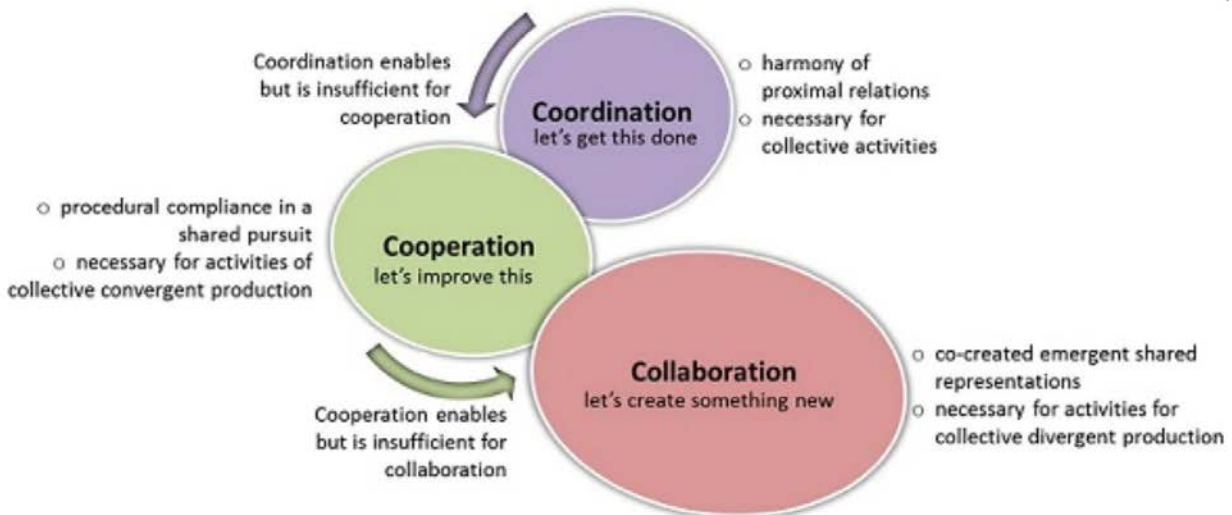 Coordination enables
but is insufficient for
cooperation
Coordination
let's get this done
o harmony of
proximal relations
o necessary for
collective activities
o procedural compliance in a
shared pursuit
o necessary for activities of
collective convergent production
Cooperation
let's improve this
Cooperation enables
but is insufficient for
collaboration
Collaboration
let's create something new
o co-created emergent shared
representations
o necessary for activities for
collective divergent production